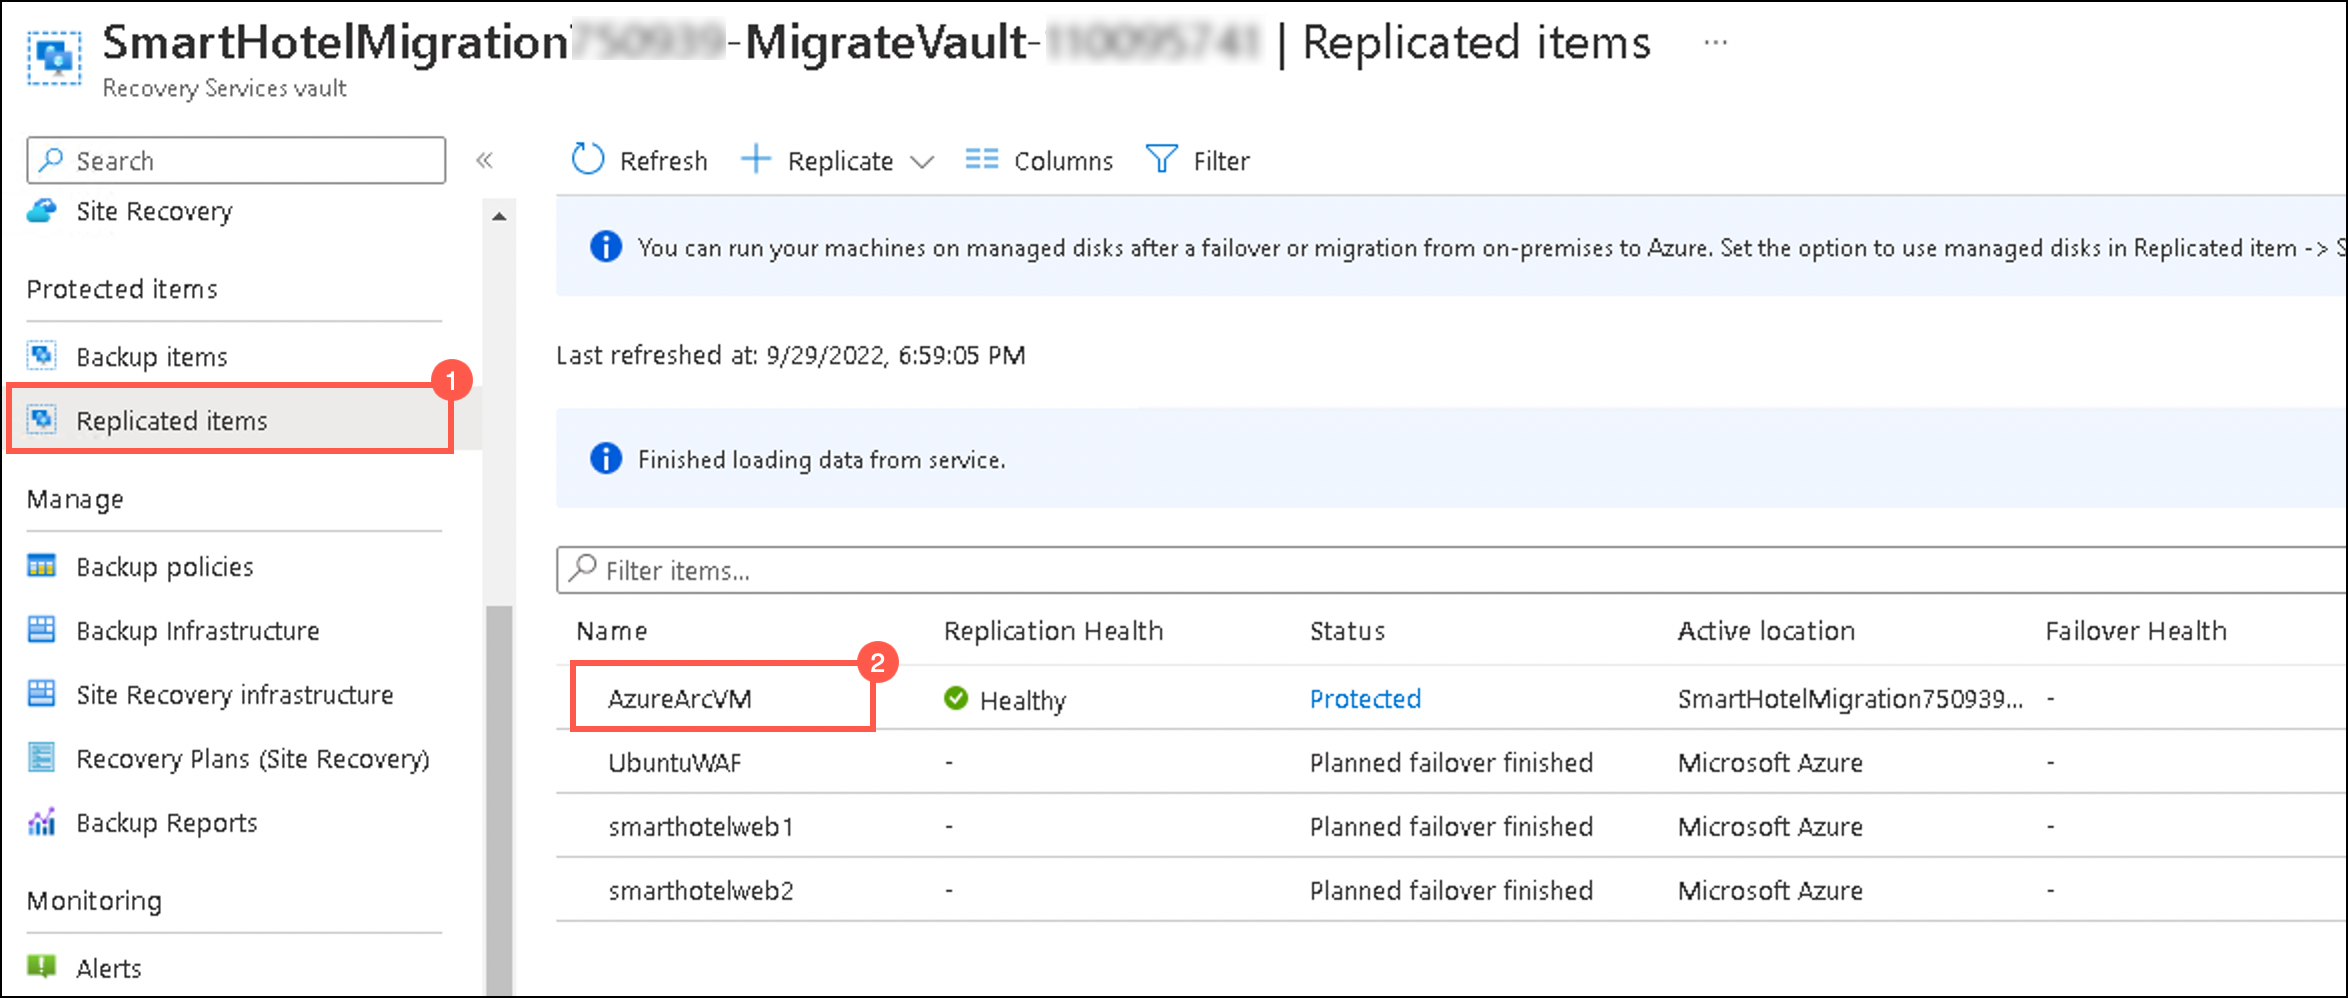 SmartHotelMigration750939-MigrateVault-110095741 | Replicated items ...
Recovery Services vault
Search
«
Refresh
Replicate
Columns
Filter
Site Recovery
Protected items
Backup items
1
Replicated items
Manage
Backup policies
Backup Infrastructure
Site Recovery infrastructure
Recovery Plans (Site Recovery)
Backup Reports
Monitoring
Alerts
You can run your machines on managed disks after a failover or migration from on-premises to Azure. Set the option to use managed disks in Replicated item -> S
Last refreshed at: 9/29/2022, 6:59:05 PM
Finished loading data from service.
Filter items...
Name Replication Health Status Active location Failover Health
2
AzureArcVM Healthy Protected SmartHotelMigration750939... -
UbuntuWAF - Planned failover finished Microsoft Azure -
smarthotelweb1 - Planned failover finished Microsoft Azure -
smarthotelweb2 - Planned failover finished Microsoft Azure -